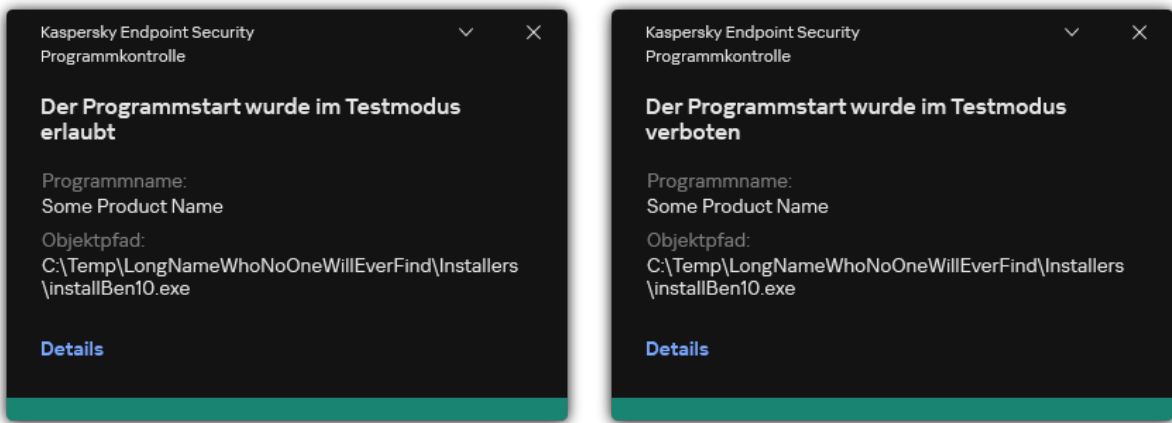 Kaspersky Endpoint Security
Programmkontrolle
Der Programmstart wurde im Testmodus
erlaubt
Programmname:
Some Product Name
Objektpfad:
C:\Temp\LongNameWhoNoOneWillEverFind\Installers
\installBen10.exe
Details
Kaspersky Endpoint Security
Programmkontrolle
Der Programmstart wurde im Testmodus
verboten
Programmname:
Some Product Name
Objektpfad:
C:\Temp\LongNameWhoNoOneWillEverFind\Installers
\installBen10.exe
Details